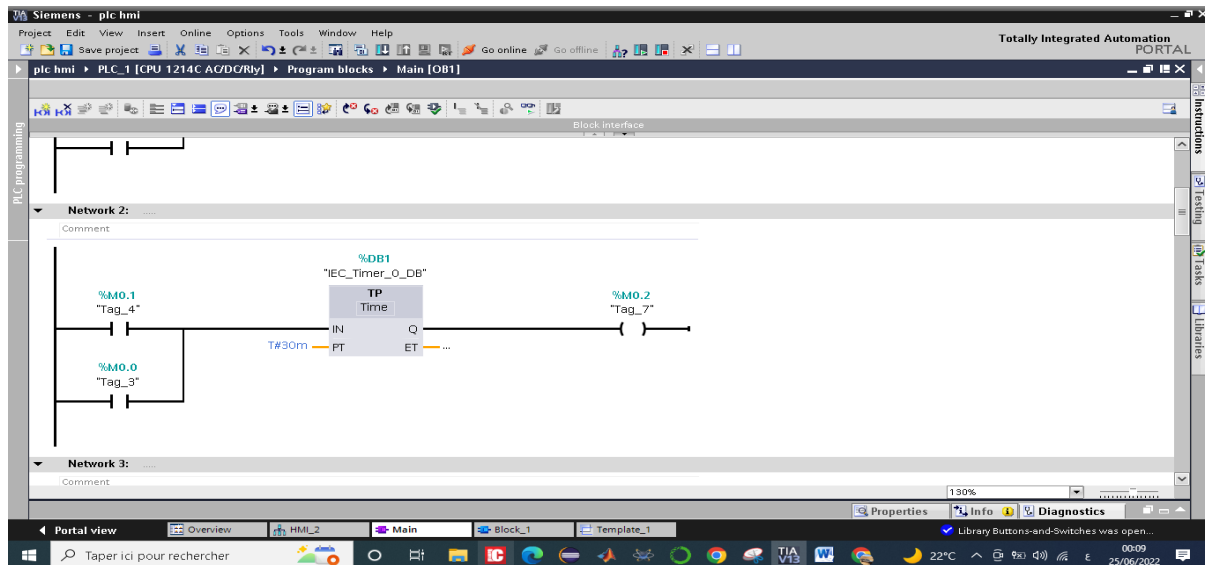 Siemens - plc hmi
Project Edit View Insert Online Options Tools Window Help
Totally Integrated Automation
PORTAL
Save project Go online Go offline
plc hmi PLC_1 [CPU 1214C AC/DC/Rly] Program blocks Main [OB1]
Block interface
PLC programming
Instructions
Testing
Tasks
Libraries
Network 2: .....
Comment
%DB1
"IEC_Timer_0_DB"
%M0.1
"Tag_4"
TP
Time
%M0.2
"Tag_7"
IN Q
T#30m PT ET ...
%M0.0
"Tag_3"
Network 3: .....
Comment
130%
Properties Info Diagnostics
Portal view Overview HMI_2 Main Block_1 Template_1
Library Buttons-and-Switches was open...
Taper ici pour rechercher
TIA
V13
W
22°C
ε
00:09
25/06/2022